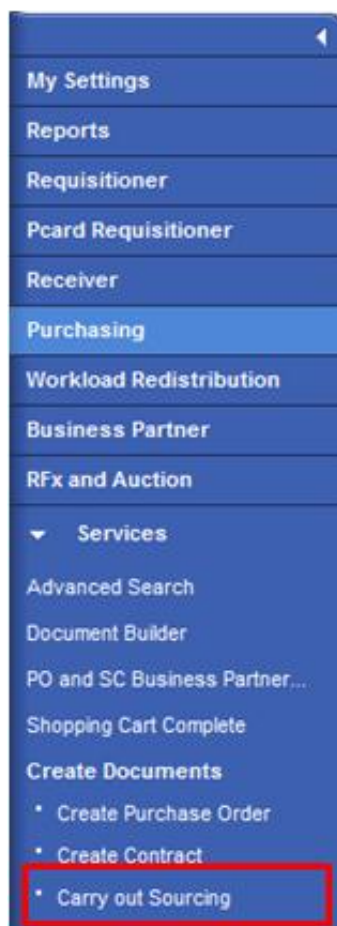 My Settings
Reports
Requisitioner
Pcard Requisitioner
Receiver
Purchasing
Workload Redistribution
Business Partner
RFx and Auction
Services
Advanced Search
Document Builder
PO and SC Business Partner...
Shopping Cart Complete
Create Documents
Create Purchase Order
Create Contract
Carry out Sourcing